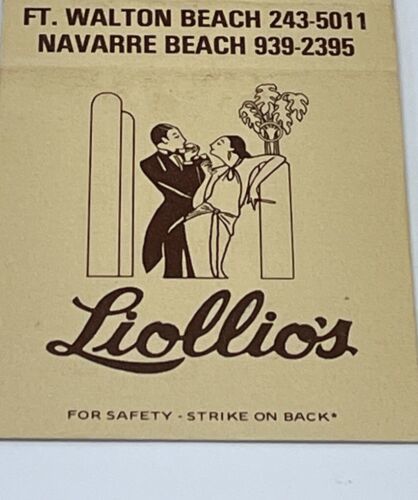 FT. WALTON BEACH 243-5011
NAVARRE BEACH 939-2395
Liollio's
FOR SAFETY - STRIKE ON BACK*